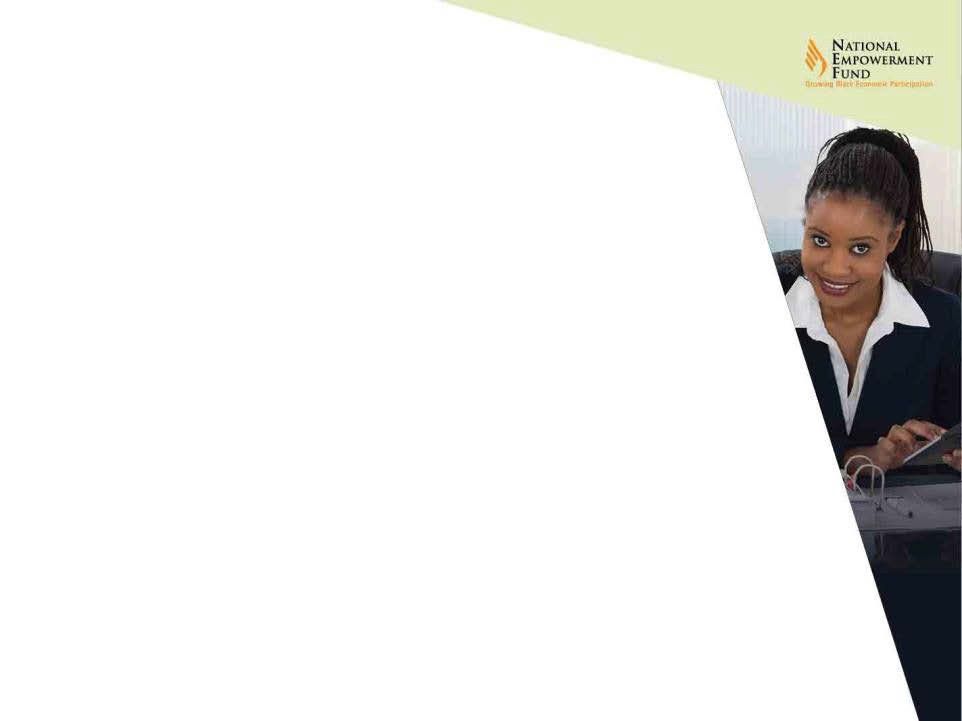 NATIONAL
EMPOWERMENT
FUND
Growing Black Economic Participation